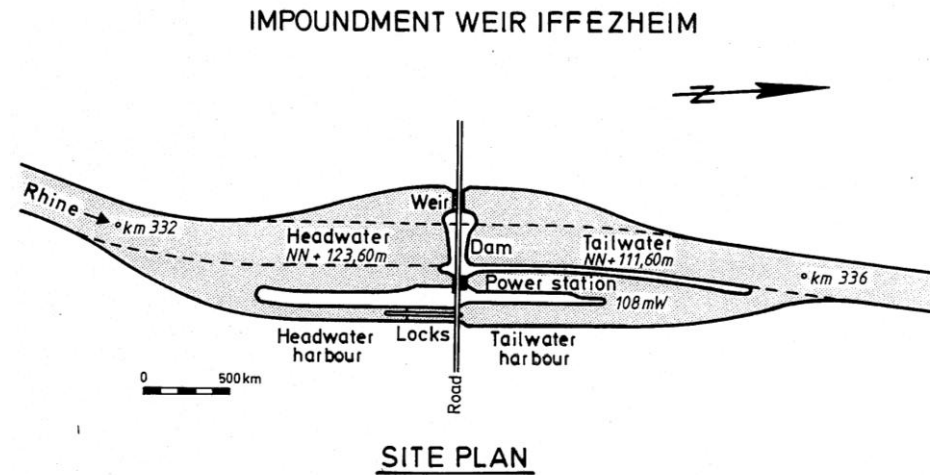 IMPOUNDMENT WEIR IFFEZHEIM
N
Rhine
km 332
Weir
Headwater
NN + 123,60m
Dam
Tailwater
NN + 111,60m
km 336
Power station
108 mW
Headwater
harbour
Locks
Tailwater
harbour
0 500 km
Road
SITE PLAN